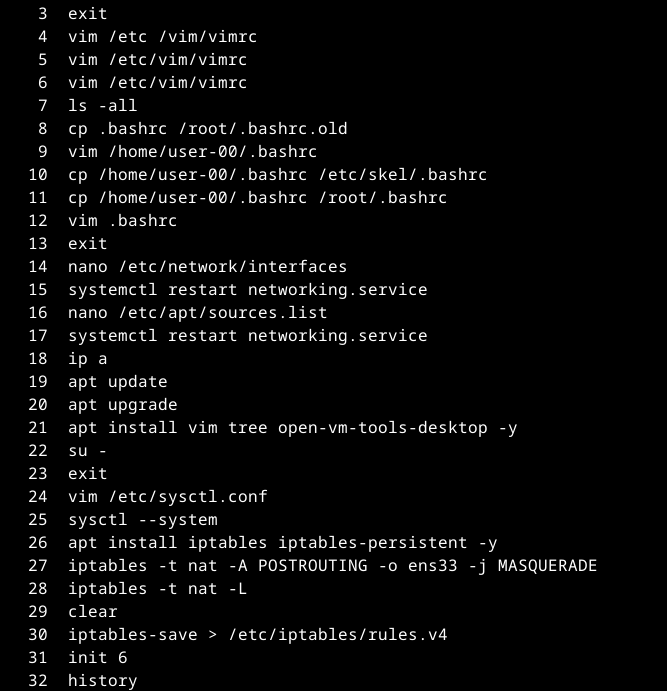 3  exit
4  vim /etc /vim/vimrc
5  vim /etc/vim/vimrc
6  vim /etc/vim/vimrc
7  ls -all
8  cp .bashrc /root/.bashrc.old
9  vim /home/user-00/.bashrc
10  cp /home/user-00/.bashrc /etc/skel/.bashrc
11  cp /home/user-00/.bashrc /root/.bashrc
12  vim .bashrc
13  exit
14  nano /etc/network/interfaces
15  systemctl restart networking.service
16  nano /etc/apt/sources.list
17  systemctl restart networking.service
18  ip a
19  apt update
20  apt upgrade
21  apt install vim tree open-vm-tools-desktop -y
22  su -
23  exit
24  vim /etc/sysctl.conf
25  sysctl --system
26  apt install iptables iptables-persistent -y
27  iptables -t nat -A POSTROUTING -o ens33 -j MASQUERADE
28  iptables -t nat -L
29  clear
30  iptables-save > /etc/iptables/rules.v4
31  init 6
32  history